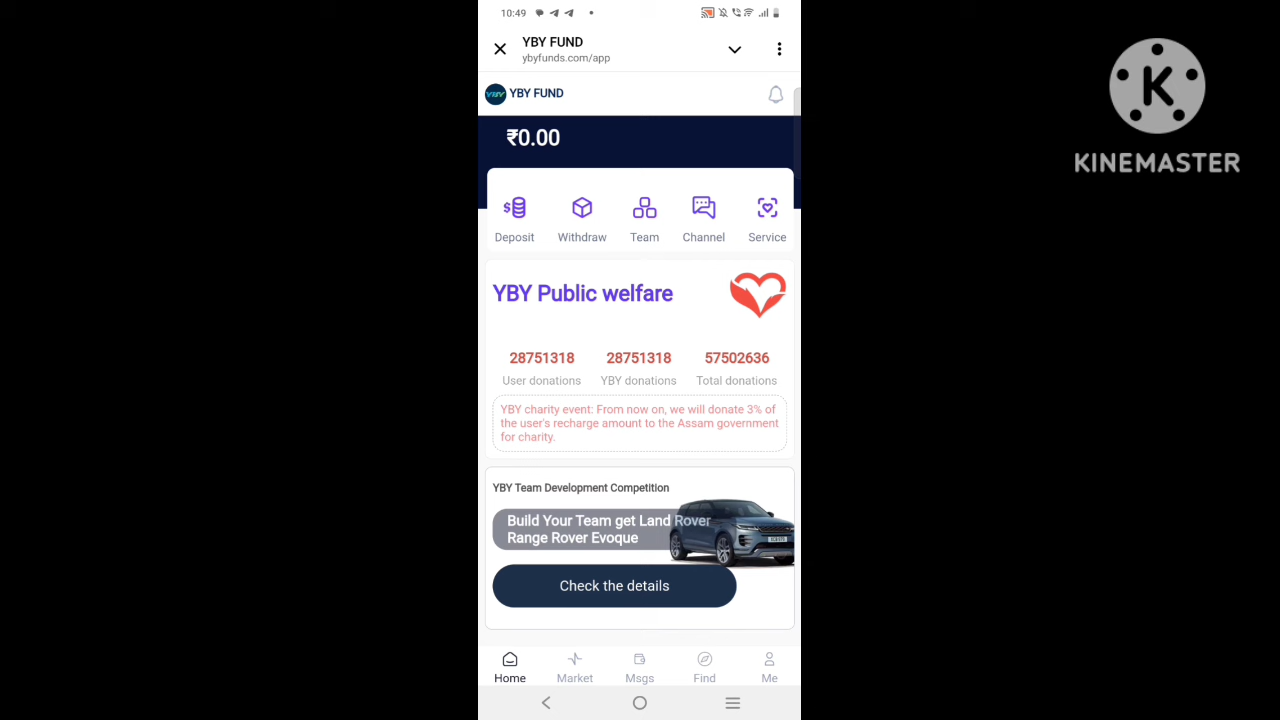 10:49
YBY FUND
ybyfunds.com/app
YBY FUND
₹0.00
Deposit Withdraw Team Channel Service
YBY Public welfare
28751318 28751318 57502636
User donations YBY donations Total donations
YBY charity event: From now on, we will donate 3% of
the user's recharge amount to the Assam government
for charity.
YBY Team Development Competition
Build Your Team get Land Rover
Range Rover Evoque
Check the details
Home Market Msgs Find Me
K
KINEMASTER